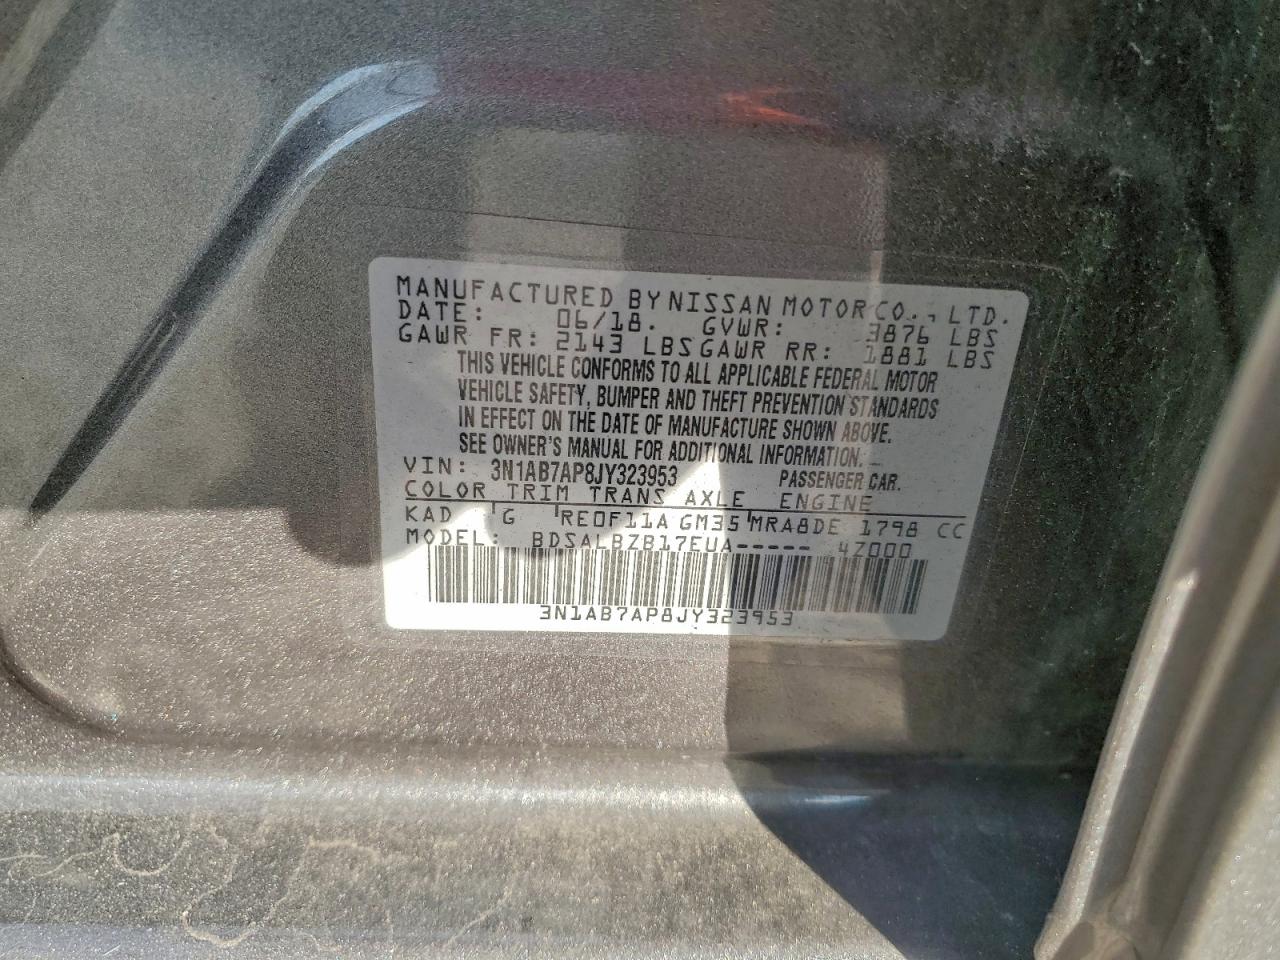 MANUFACTURED BY NISSAN MOTOR CO., LTD.
DATE: 06/18. GVWR: 3876 LBS
GAWR FR: 2143 LBS GAWR RR: 1881 LBS
THIS VEHICLE CONFORMS TO ALL APPLICABLE FEDERAL MOTOR
VEHICLE SAFETY, BUMPER AND THEFT PREVENTION STANDARDS
IN EFFECT ON THE DATE OF MANUFACTURE SHOWN ABOVE.
SEE OWNER'S MANUAL FOR ADDITIONAL INFORMATION.
VIN: 3N1AB7AP8JY323953 PASSENGER CAR.
COLOR TRIM TRANS AXLE ENGINE
KAD G RE0F11A GM35 MRA8DE 1798 CC
MODEL: BDSALBZB17EUA----- 47000
3N1AB7AP8JY323953